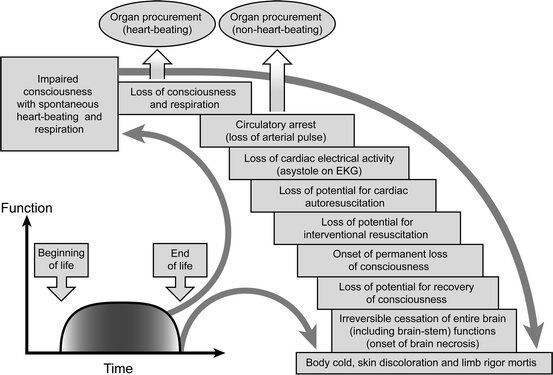 Organ procurement
(heart-beating)
Organ procurement
(non-heart-beating)
Impaired
consciousness
with spontaneous
heart-beating and
respiration
Loss of consciousness
and respiration
Circulatory arrest
(loss of arterial pulse)
Loss of cardiac electrical activity
(asystole on EKG)
Loss of potential for cardiac
autoresuscitation
Loss of potential for
interventional resuscitation
Onset of permanent loss
of consciousness
Loss of potential for recovery
of consciousness
Irreversible cessation of entire brain
(including brain-stem) functions
(onset of brain necrosis)
Body cold, skin discoloration and limb rigor mortis
Function
Beginning
of life
End
of life
Time